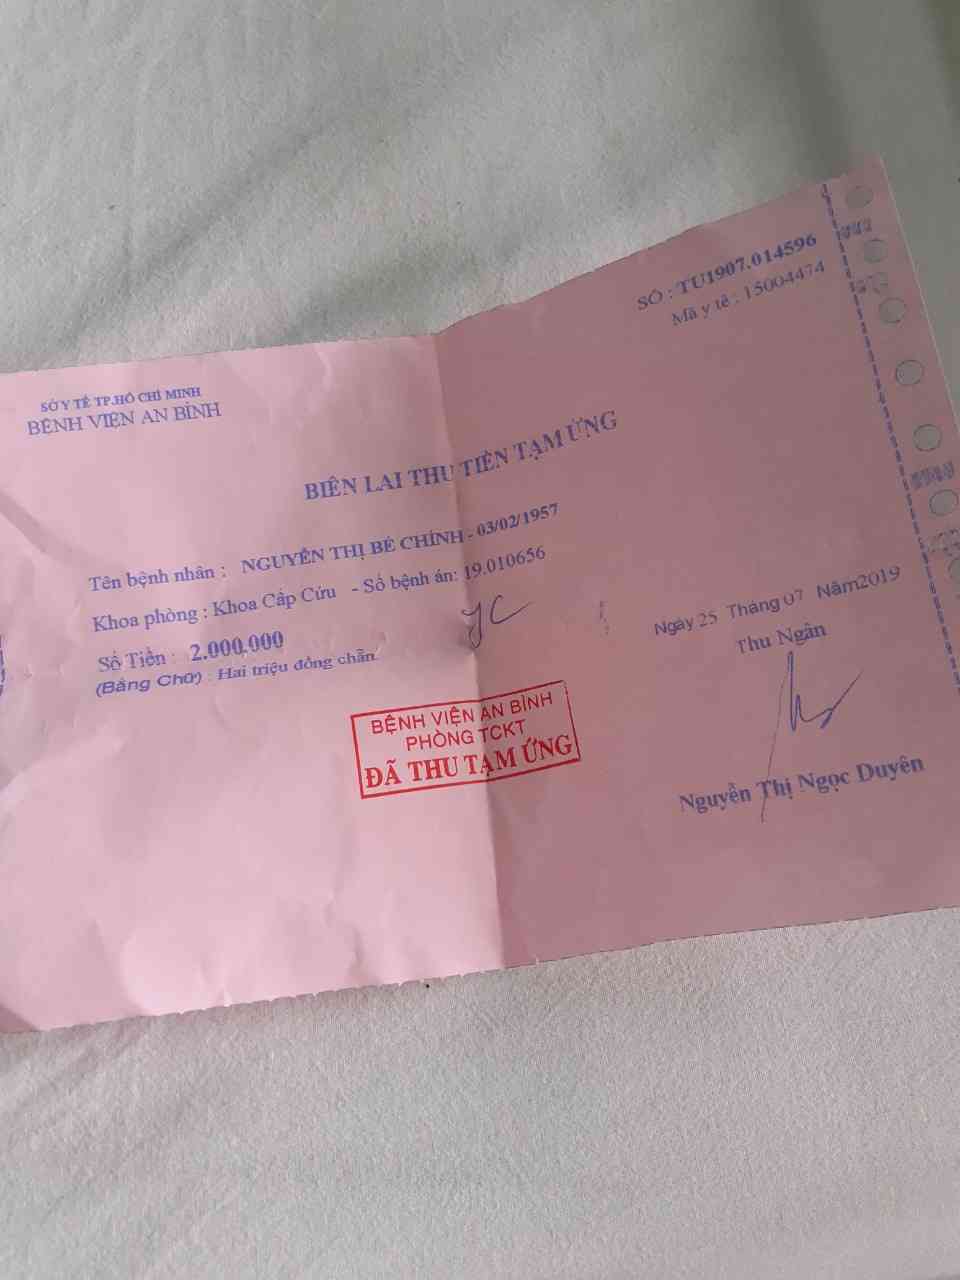 SỞ Y TẾ TP.HỒ CHÍ MINH
BỆNH VIỆN AN BÌNH
SỐ : TU1907.014596
Mã y tế : 15004474
BIÊN LAI THU TIỀN TẠM ỨNG
Tên bệnh nhân : NGUYỄN THỊ BÉ CHÍNH - 03/02/1957
Khoa phòng : Khoa Cấp Cứu - Số bệnh án: 19.010656
Số Tiền : 2.000.000
(Bằng Chữ) : Hai triệu đồng chẵn
YC
Ngày 25 Tháng 07 Năm2019
Thu Ngân
BỆNH VIỆN AN BÌNH
PHÒNG TCKT
ĐÃ THU TẠM ỨNG
Nguyễn Thị Ngọc Duyên